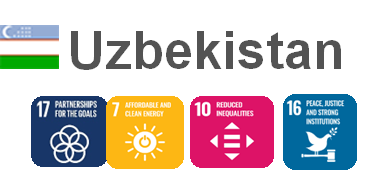 Uzbekistan
17 PARTNERSHIPS
FOR THE GOALS
7 AFFORDABLE AND
CLEAN ENERGY
10 REDUCED
INEQUALITIES
16 PEACE, JUSTICE
AND STRONG
INSTITUTIONS